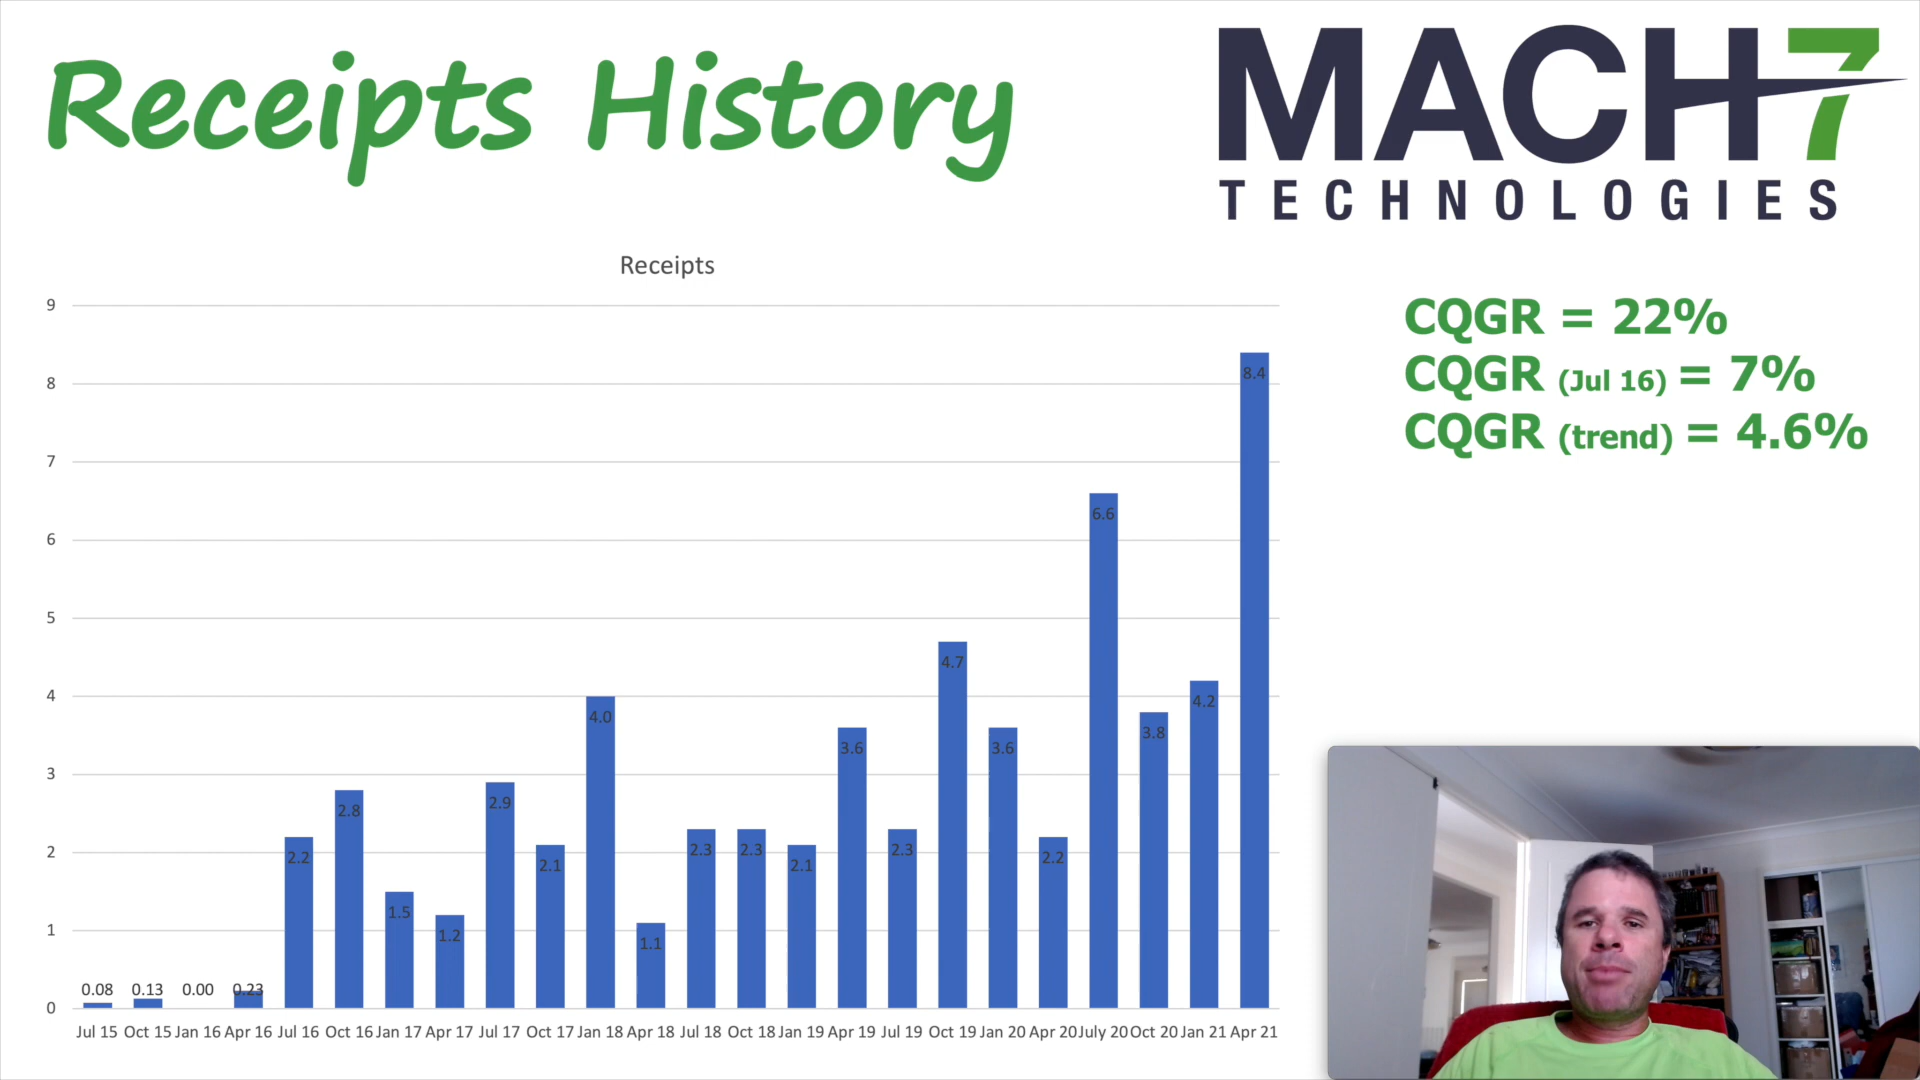 Receipts History
MACH7
TECHNOLOGIES
Receipts
CQGR = 22%
CQGR (Jul 16) = 7%
CQGR (trend) = 4.6%
9
8
7
6
5
4
3
2
1
0
0.08 0.13 0.00 0.23 2.2 2.8 1.5 1.2 2.9 2.1 4.0 1.1 2.3 2.3 2.1 3.6 2.3 4.7 3.6 2.2 6.6 3.8 4.2 8.4
Jul 15 Oct 15 Jan 16 Apr 16 Jul 16 Oct 16 Jan 17 Apr 17 Jul 17 Oct 17 Jan 18 Apr 18 Jul 18 Oct 18 Jan 19 Apr 19 Jul 19 Oct 19 Jan 20 Apr 20 July 20 Oct 20 Jan 21 Apr 21